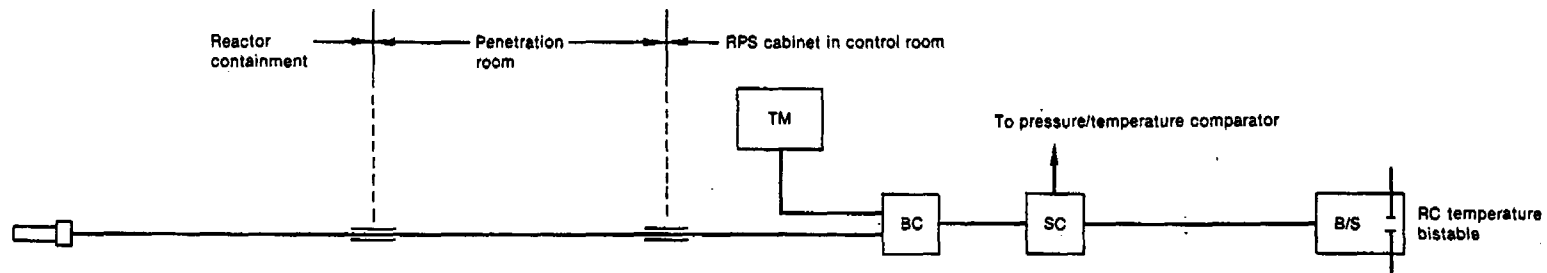 Reactor
containment
Penetration
room
RPS cabinet in control room
TM
To pressure/temperature comparator
BC
SC
B/S
RC temperature
bistable